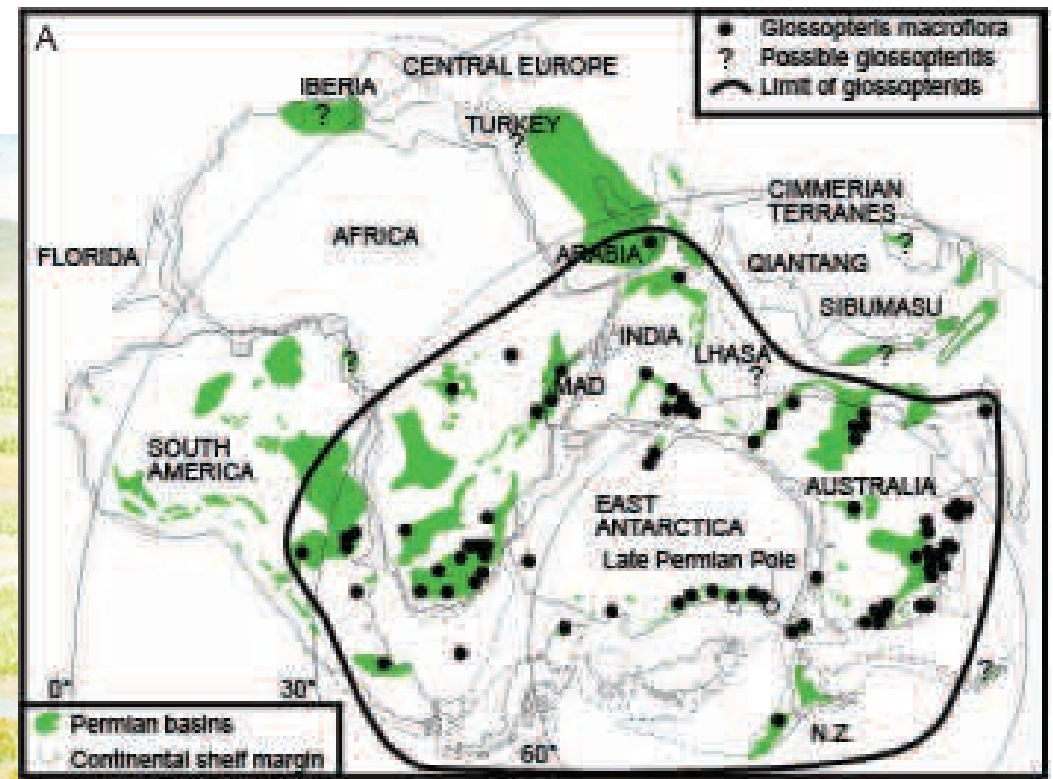 A
Glossopteris macroflora
? Possible glossopterids
Limit of glossopterids
CENTRAL EUROPE
IBERIA
?
TURKEY
?
CIMMERIAN
TERRANES
?
AFRICA
FLORIDA
ARABIA
QIANTANG
SIBUMASU
INDIA
LHASA
?
?
?
MAD
SOUTH
AMERICA
AUSTRALIA
EAST
ANTARCTICA
Late Permian Pole
?
0°
30°
60°
N.Z.
Permian basins
Continental shelf margin